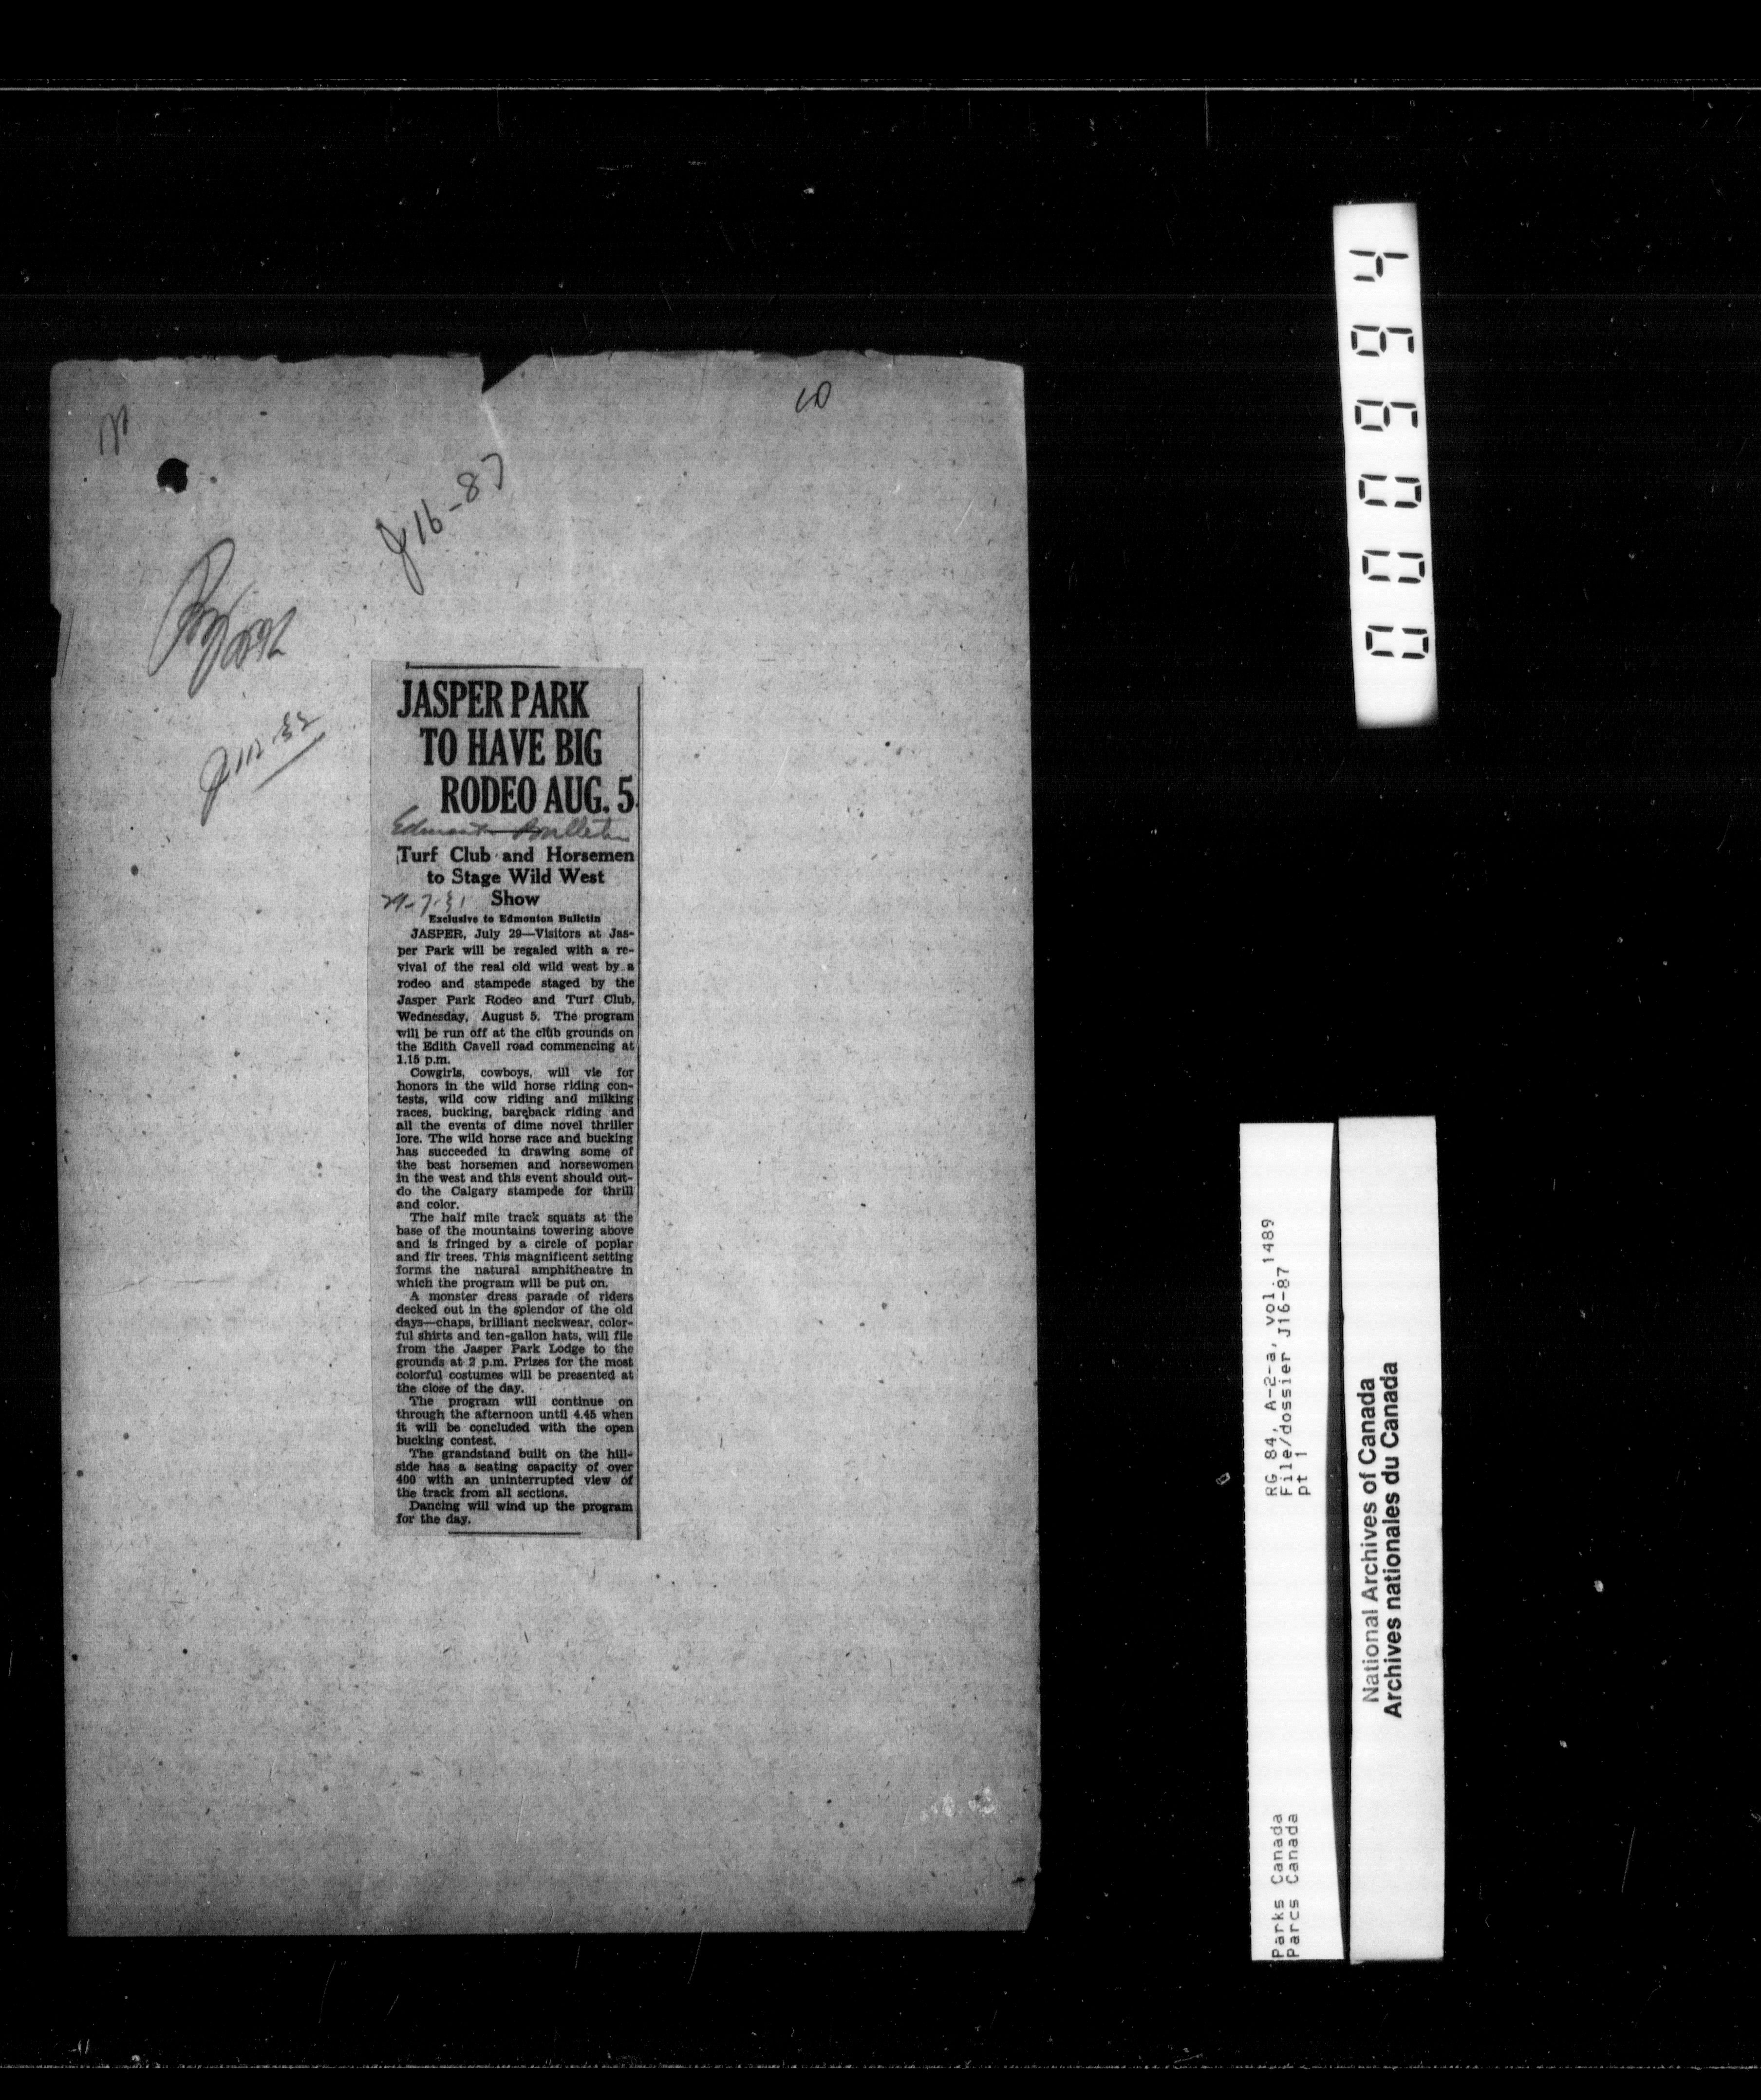 J16-87
JASPER PARK
TO HAVE BIG
RODEO AUG. 5
Bulletin
Turf Club and Horsemen
to Stage Wild West
Show
Exclusive to Edmonton Bulletin
JASPER, July 29—Visitors at Jas-
per Park will be regaled with a re-
vival of the real old wild west by a
rodeo and stampede staged by the
Jasper Park Rodeo and Turf Club,
Wednesday, August 5. The program
will be run off at the club grounds on
the Edith Cavell road commencing at
1.15 p.m.
Cowgirls, cowboys, will vie for
honors in the wild horse riding con-
tests, wild cow riding and milking
races, bucking, bareback riding and
all the events of dime novel thriller
lore. The wild horse race and bucking
has succeeded in drawing some of
the best horsemen and horsewomen
in the west and this event should out-
do the Calgary stampede for thrill
and color.
The half mile track squats at the
base of the mountains towering above
and is fringed by a circle of poplar
and fir trees. This magnificent setting
forms the natural amphitheatre in
which the program will be put on.
A monster dress parade of riders
decked out in the splendor of the old
days—chaps, brilliant neckwear, color-
ful shirts and ten-gallon hats, will file
from the Jasper Park Lodge to the
grounds at 2 p.m. Prizes for the most
colorful costumes will be presented at
the close of the day.
The program will continue on
through the afternoon until 4.45 when
it will be concluded with the open
bucking contest.
The grandstand built on the hill-
side has a seating capacity of over
400 with an uninterrupted view of
the track from all sections.
Dancing will wind up the program
for the day.
000664
RG 84, A-2-a, vol. 1489
File/dossier J16-87
pt 1
Parks Canada
Parcs Canada
National Archives of Canada
Archives nationales du Canada